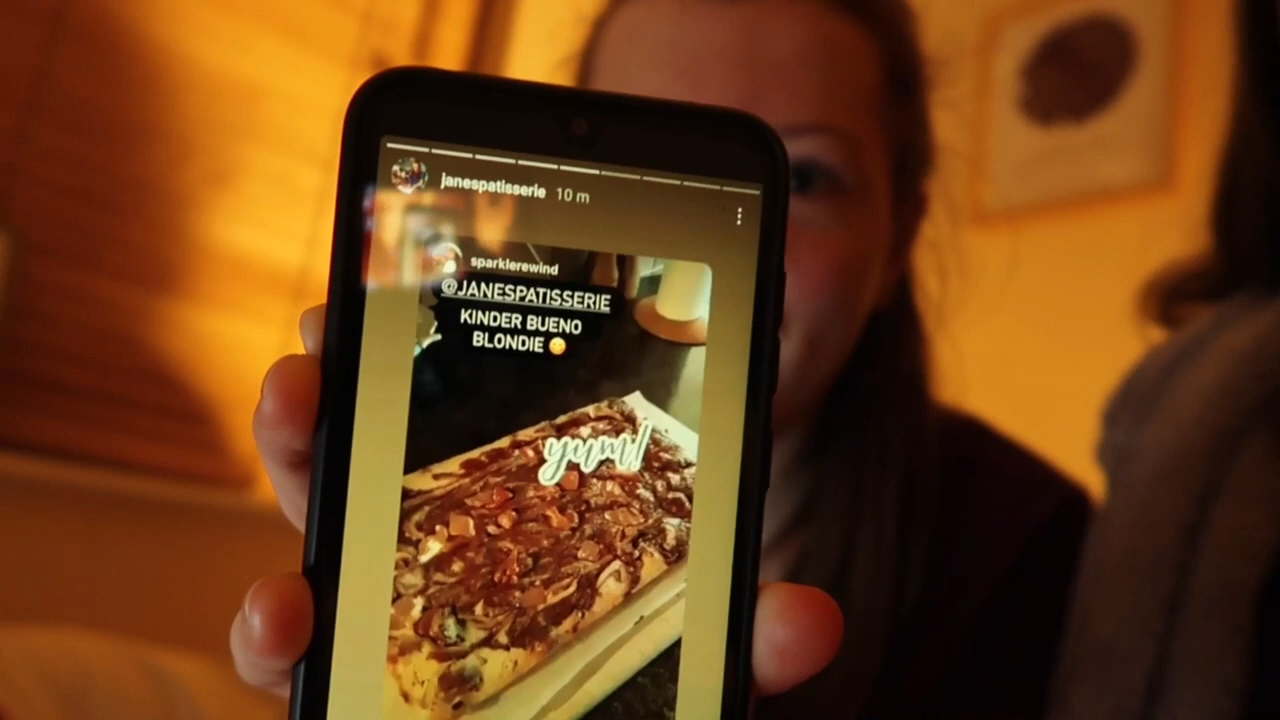 janespatisserie 10 m
sparklerewind
@JANESPATISSERIE
KINDER BUENO
BLONDIE
yum!